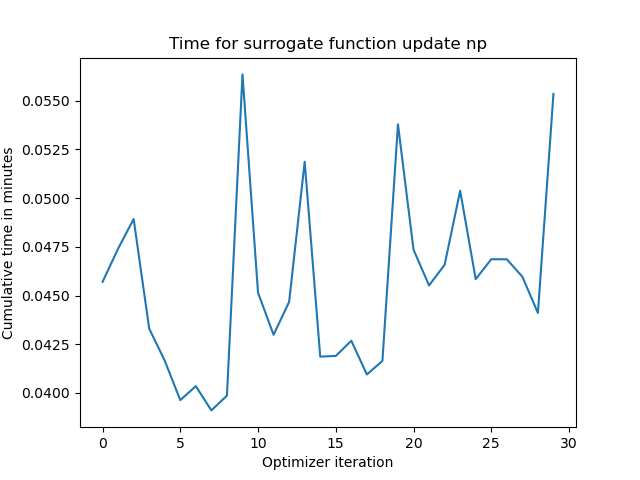 Time for surrogate function update np
Cumulative time in minutes
0.0550
0.0525
0.0500
0.0475
0.0450
0.0425
0.0400
0 5 10 15 20 25 30
Optimizer iteration